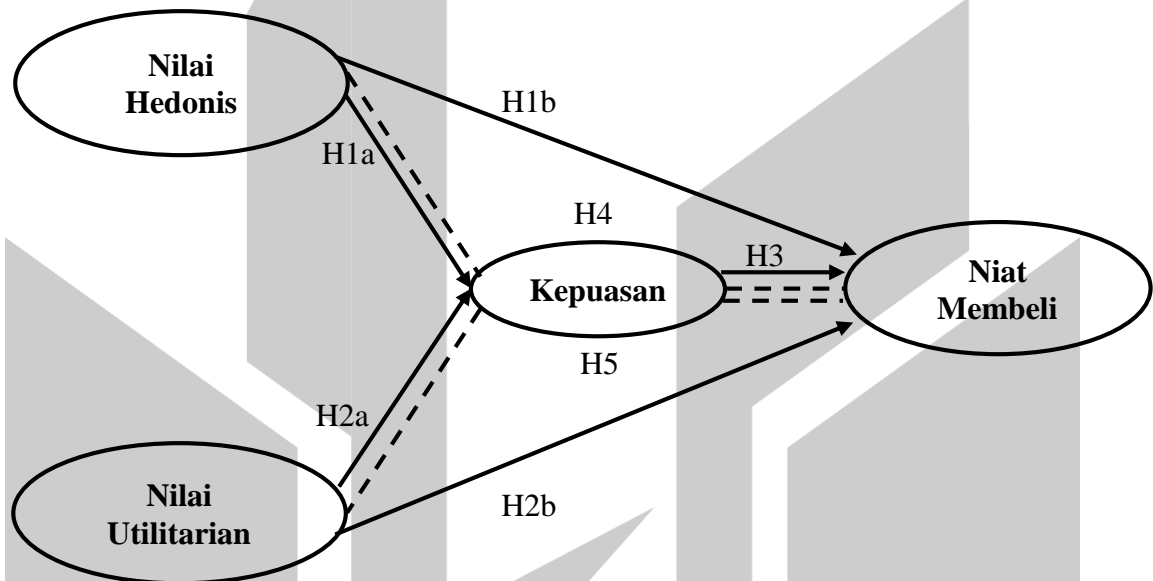 Nilai
Hedonis
H1b
H1a
H4
H3
Kepuasan
Niat
Membeli
H5
H2a
H2b
Nilai
Utilitarian